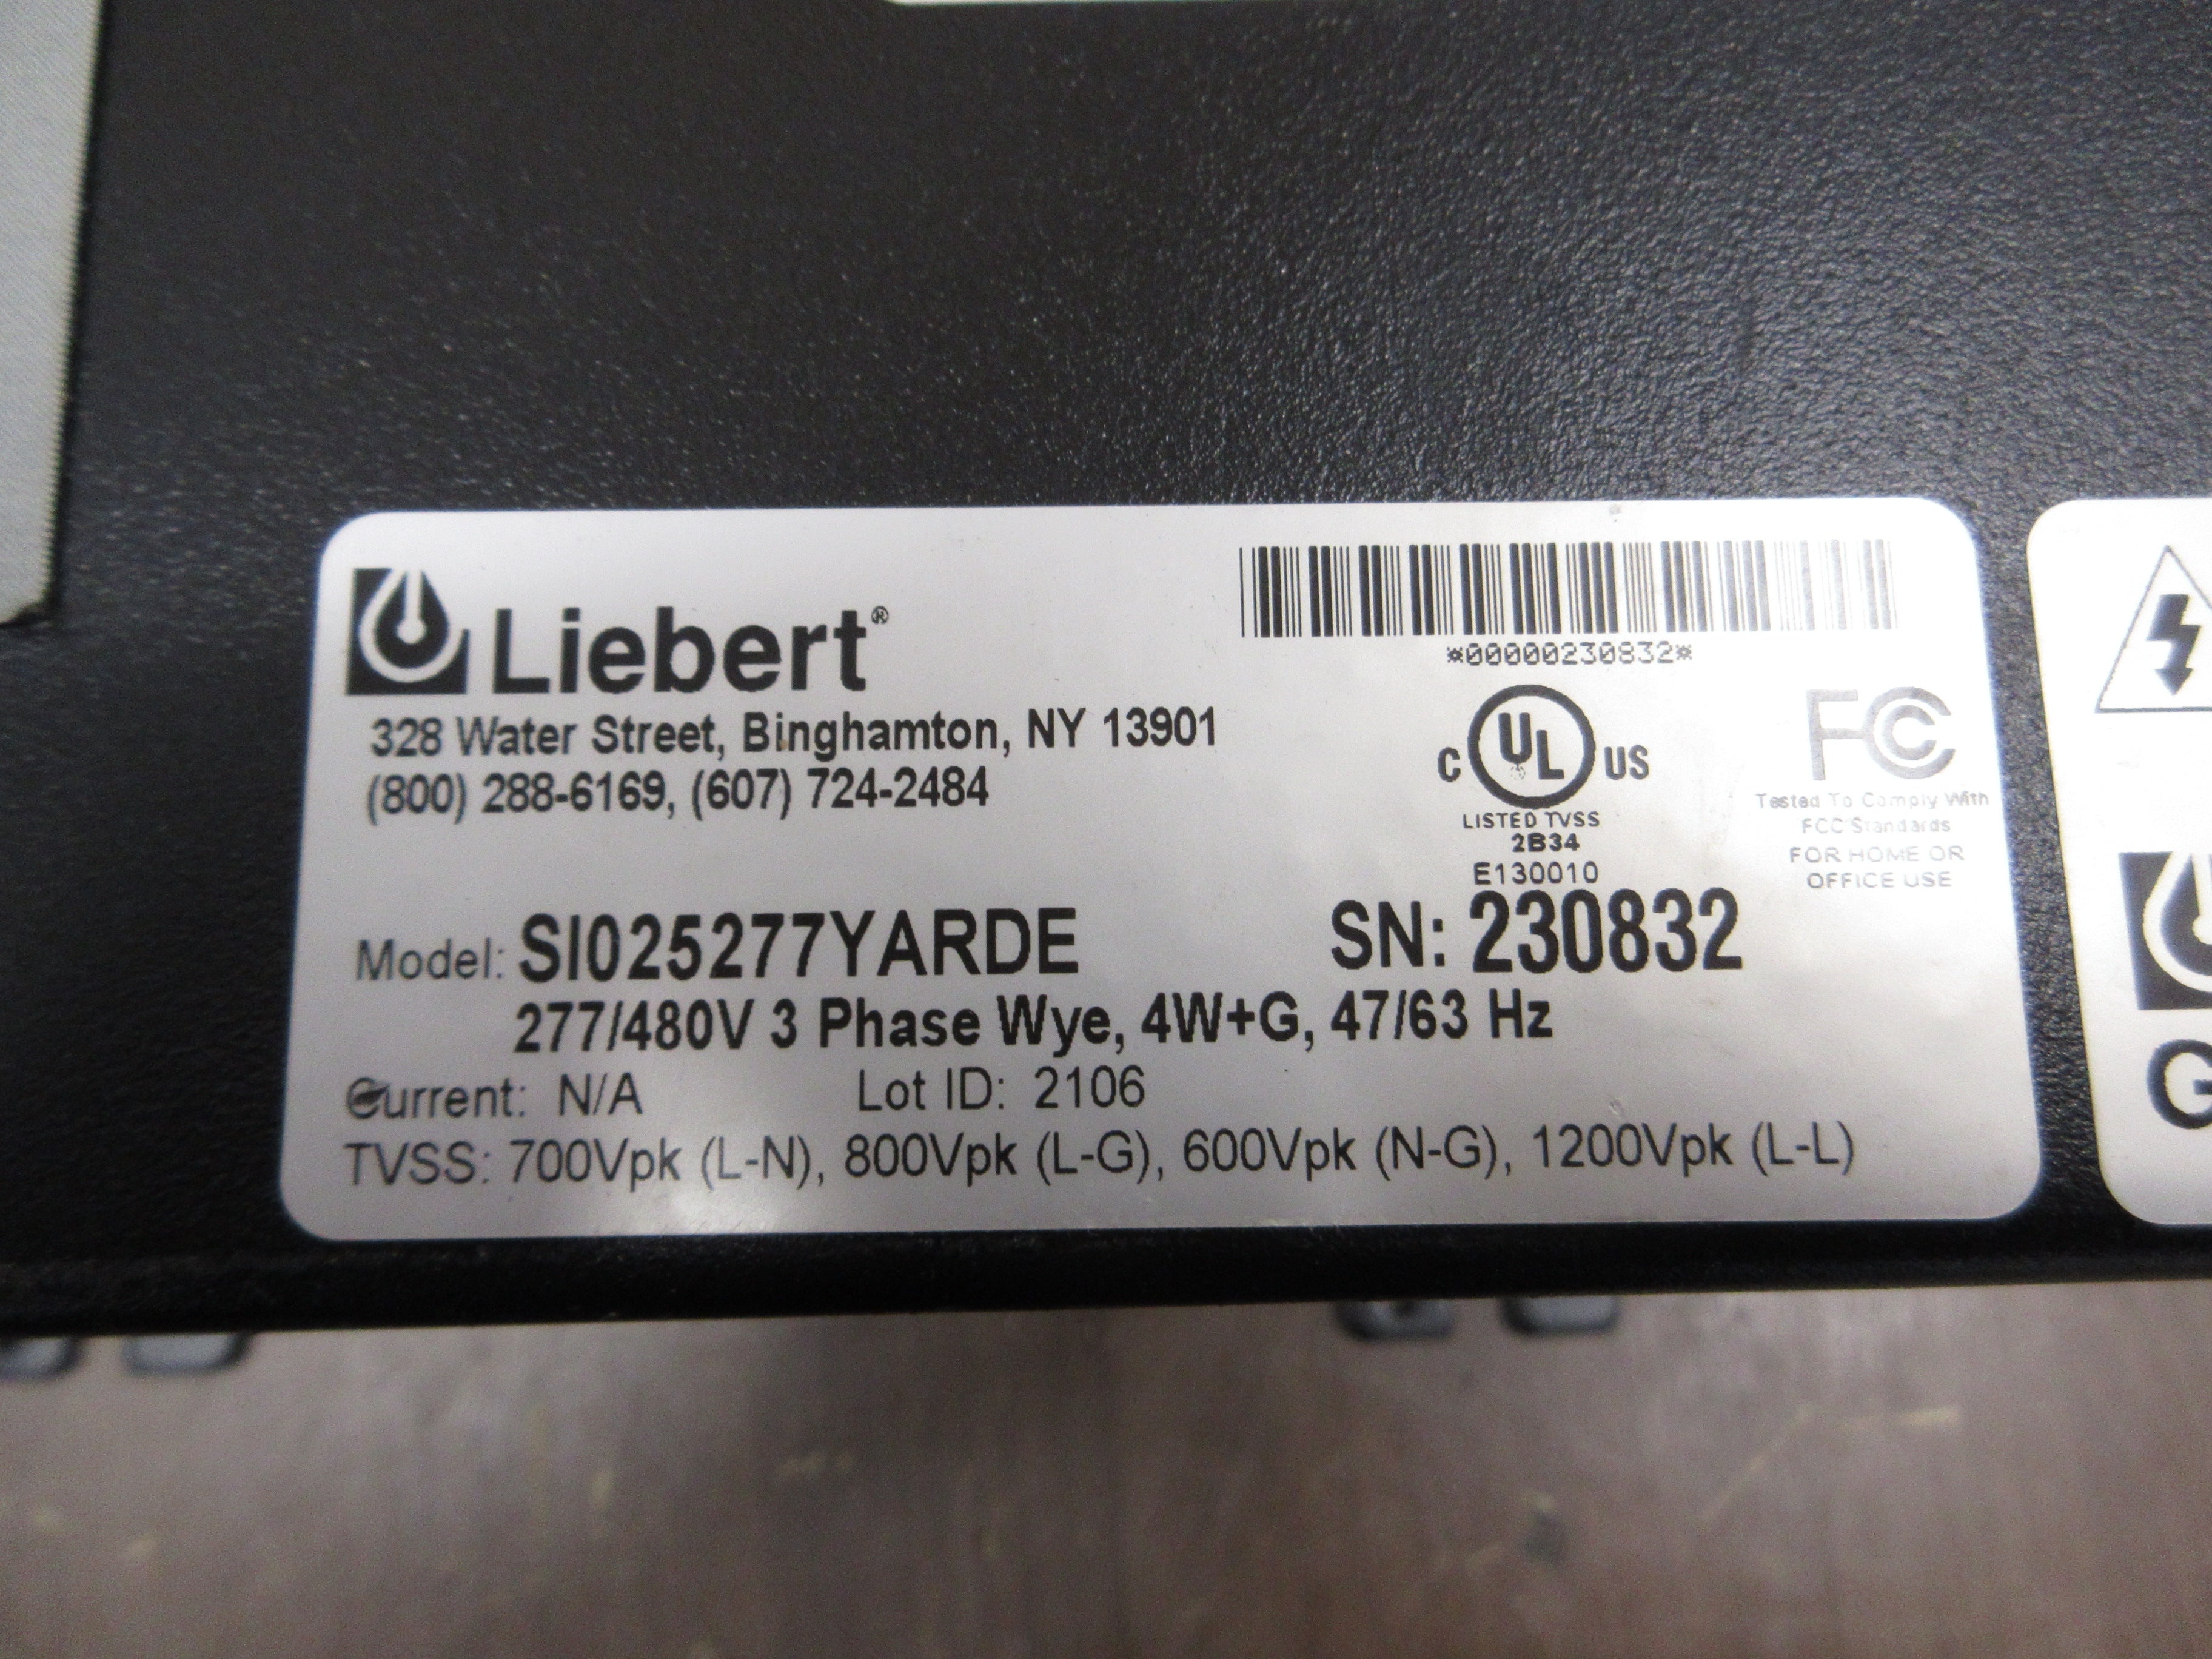 Liebert®
328 Water Street, Binghamton, NY 13901
(800) 288-6169, (607) 724-2484
*00000230832*
C UL US
LISTED TVSS
2B34
E130010
FC
Tested To Comply With
FCC Standards
FOR HOME OR
OFFICE USE
Model: SI025277YARDE SN: 230832
277/480V 3 Phase Wye, 4W+G, 47/63 Hz
Current: N/A Lot ID: 2106
TVSS: 700Vpk (L-N), 800Vpk (L-G), 600Vpk (N-G), 1200Vpk (L-L)
G